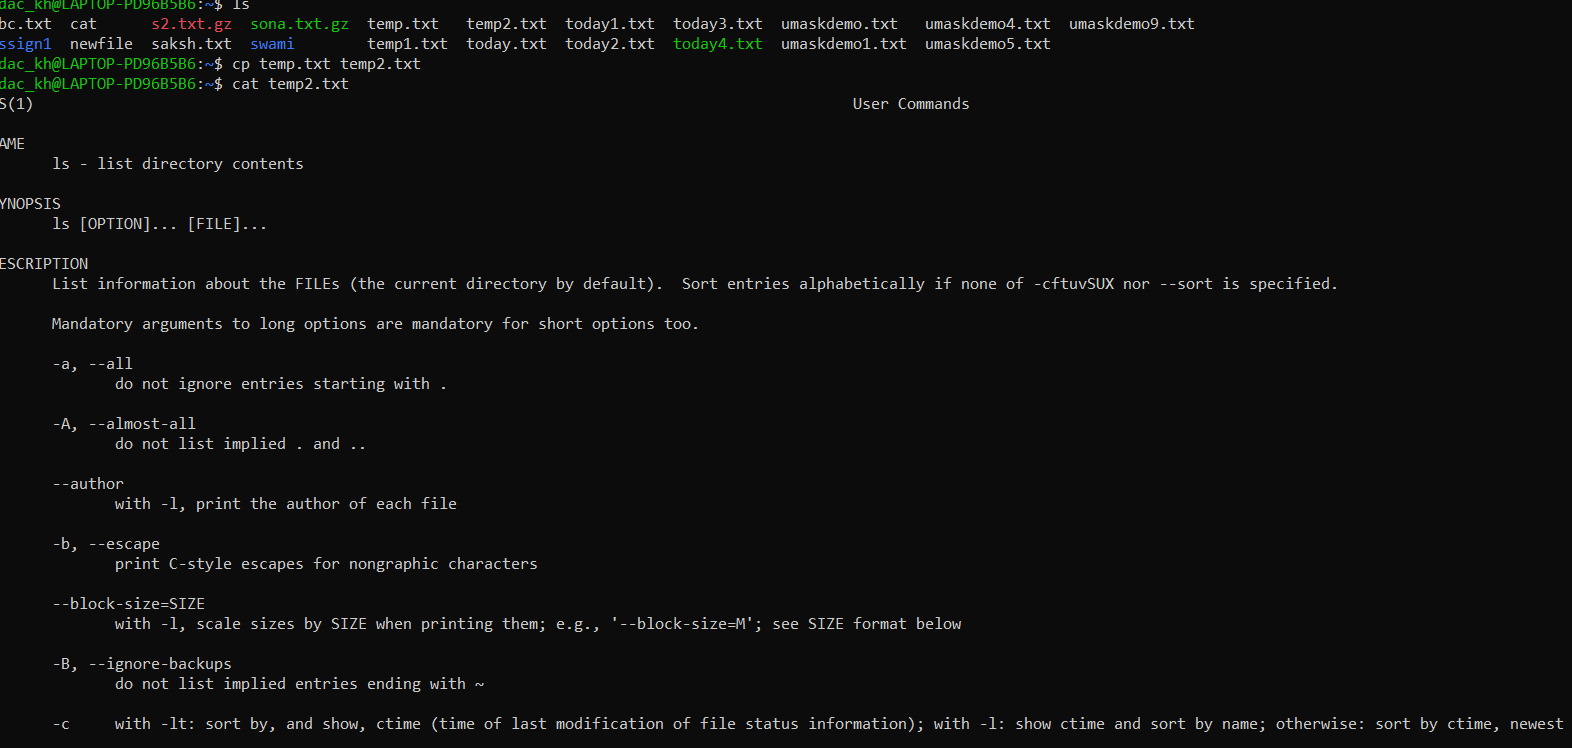 dac_kh@LAPTOP-PD96B5B6:~$ ls
bc.txt  cat      s2.txt.gz  sona.txt.gz  temp.txt   temp2.txt  today1.txt  today3.txt  umaskdemo.txt   umaskdemo4.txt  umaskdemo9.txt
ssign1  newfile  saksh.txt  swami        temp1.txt  today.txt  today2.txt  today4.txt  umaskdemo1.txt  umaskdemo5.txt
dac_kh@LAPTOP-PD96B5B6:~$ cp temp.txt temp2.txt
dac_kh@LAPTOP-PD96B5B6:~$ cat temp2.txt
S(1)                                                                                           User Commands
AME
      ls - list directory contents
YNOPSIS
      ls [OPTION]... [FILE]...
ESCRIPTION
      List information about the FILEs (the current directory by default).  Sort entries alphabetically if none of -cftuvSUX nor --sort is specified.
      Mandatory arguments to long options are mandatory for short options too.
      -a, --all
             do not ignore entries starting with .
      -A, --almost-all
             do not list implied . and ..
      --author
             with -l, print the author of each file
      -b, --escape
             print C-style escapes for nongraphic characters
      --block-size=SIZE
             with -l, scale sizes by SIZE when printing them; e.g., '--block-size=M'; see SIZE format below
      -B, --ignore-backups
             do not list implied entries ending with ~
      -c     with -lt: sort by, and show, ctime (time of last modification of file status information); with -l: show ctime and sort by name; otherwise: sort by ctime, newest